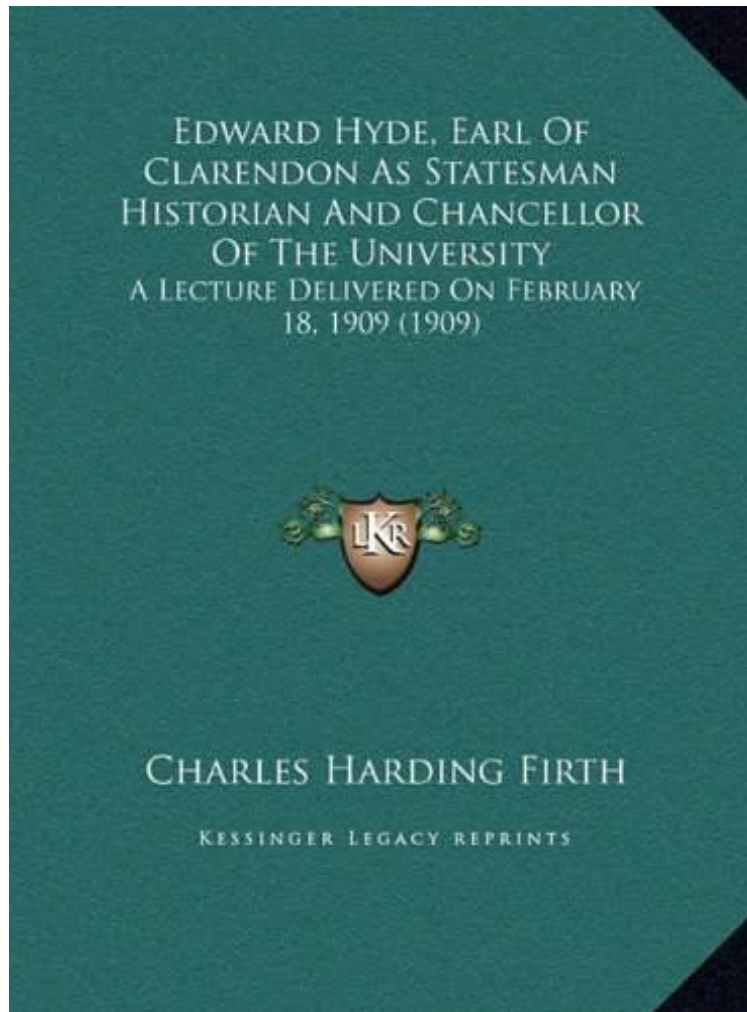 Edward Hyde, Earl Of
Clarendon As Statesman
Historian And Chancellor
Of The University
A Lecture Delivered On February
18, 1909 (1909)
LKR
Charles Harding Firth
Kessinger Legacy reprints